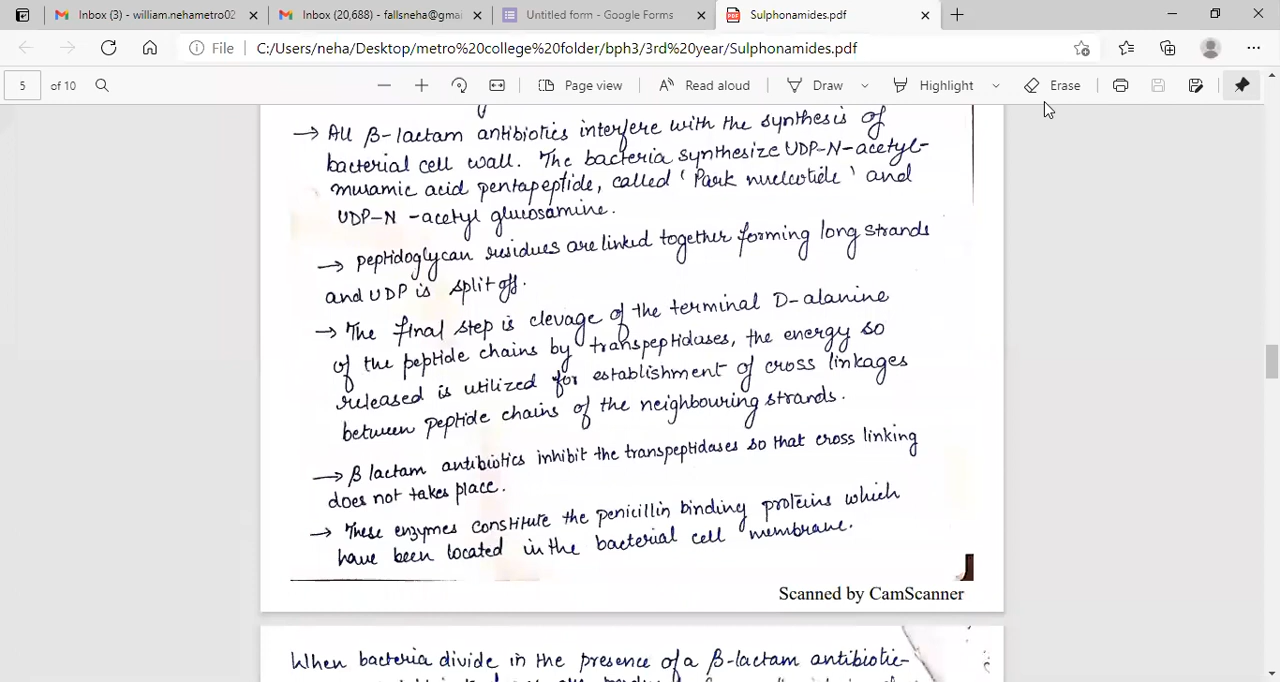 Inbox (3) - william.nehametro02
Inbox (20,688) - fallsneha@gmai
Untitled form - Google Forms
Sulphonamides.pdf
File
C:/Users/neha/Desktop/metro%20college%20folder/bph3/3rd%20year/Sulphonamides.pdf
5 of 10
Page view
Read aloud
Draw
Highlight
Erase
→ All β-lactam antibiotics interfere with the synthesis of
bacterial cell wall. The bacteria synthesize UDP-N-acetyl-
muramic acid pentapeptide, called 'Park nucleotide' and
UDP-N-acetyl glucosamine.
→ Peptidoglycan residues are linked together forming long strands
and UDP is split off.
→ The final step is clevage of the terminal D-alanine
of the peptide chains by transpeptidases, the energy so
released is utilized for establishment of cross linkages
between peptide chains of the neighbouring strands.
→ β lactam antibiotics inhibit the transpeptidases so that cross linking
does not takes place.
→ These enzymes constitute the penicillin binding proteins which
have been located in the bacterial cell membrane.
Scanned by CamScanner
When bacteria divide in the presence of a β-lactam antibiotic-